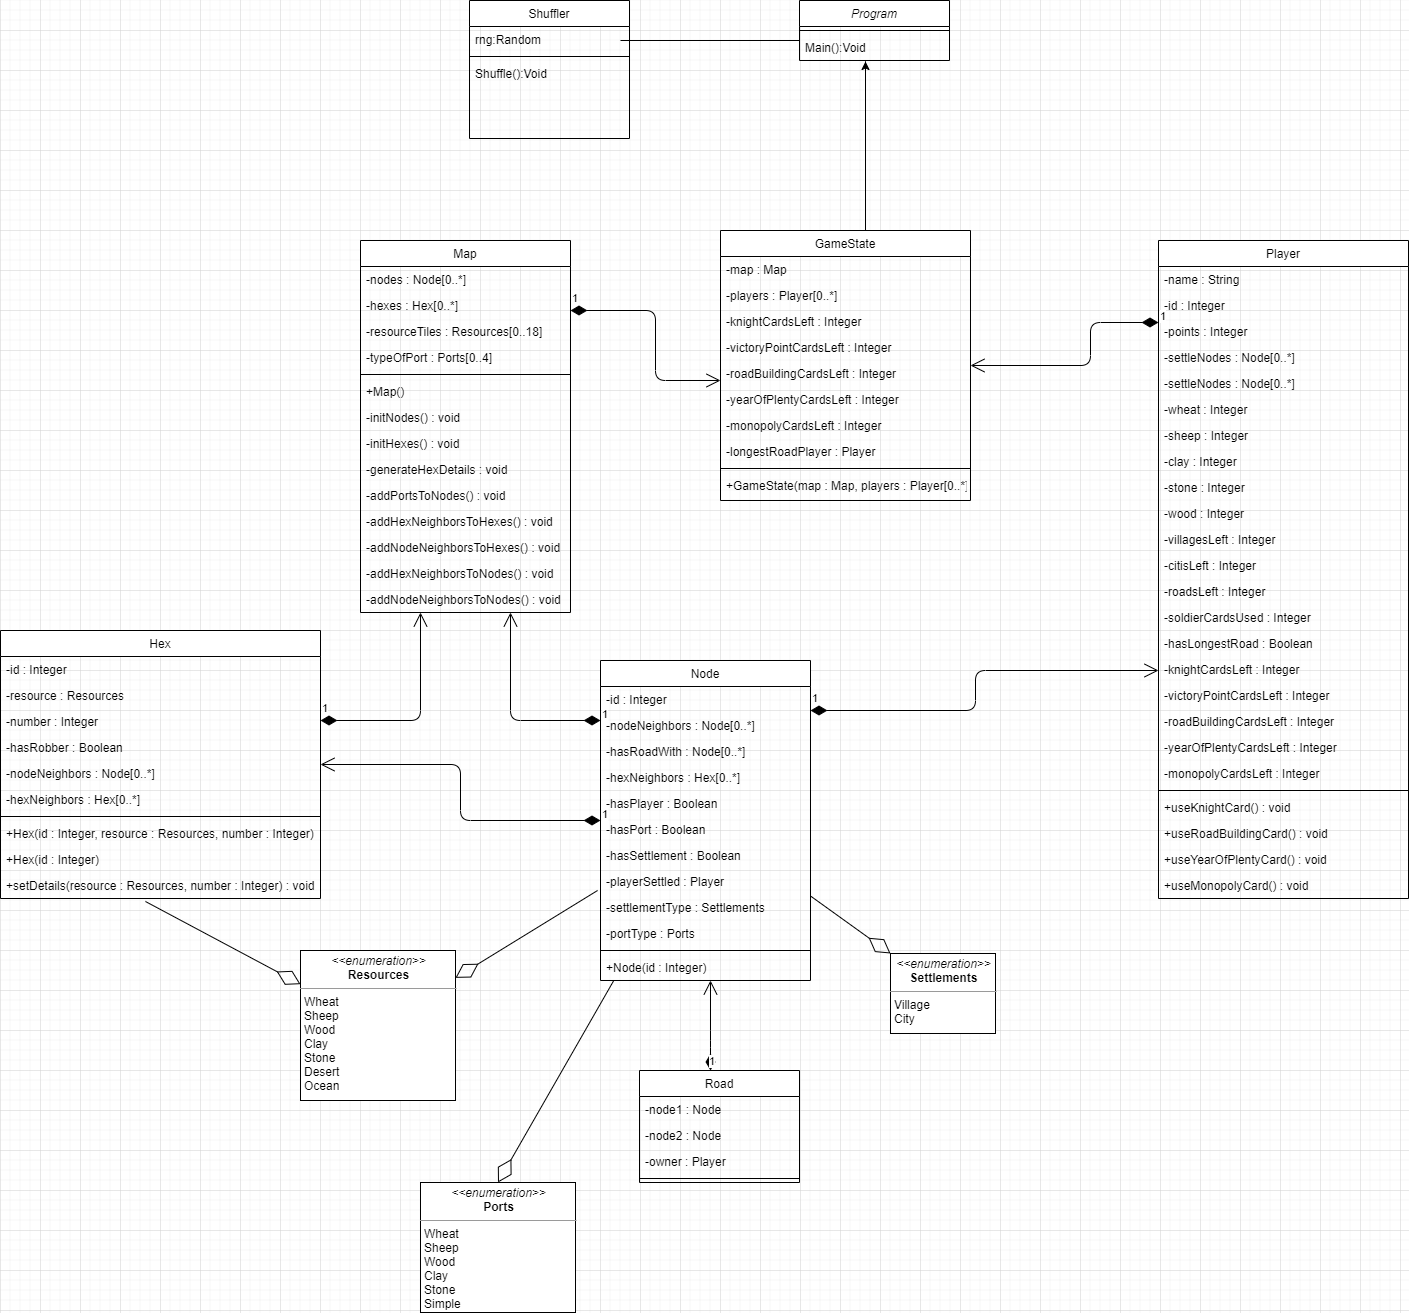 Shuffler
rng:Random
Shuffle():Void
Program
Main():Void
Map
-nodes : Node[0..*]
-hexes : Hex[0..*]
-resourceTiles : Resources[0..18]
-typeOfPort : Ports[0..4]
+Map()
-initNodes() : void
-initHexes() : void
-generateHexDetails : void
-addPortsToNodes() : void
-addHexNeighborsToHexes() : void
-addNodeNeighborsToHexes() : void
-addHexNeighborsToNodes() : void
-addNodeNeighborsToNodes() : void
1
GameState
-map : Map
-players : Player[0..*]
-knightCardsLeft : Integer
-victoryPointCardsLeft : Integer
-roadBuildingCardsLeft : Integer
-yearOfPlentyCardsLeft : Integer
-monopolyCardsLeft : Integer
-longestRoadPlayer : Player
+GameState(map : Map, players : Player[0..*]
Player
-name : String
-id : Integer
1
-points : Integer
-settleNodes : Node[0..*]
-settleNodes : Node[0..*]
-wheat : Integer
-sheep : Integer
-clay : Integer
-stone : Integer
-wood : Integer
-villagesLeft : Integer
-citisLeft : Integer
-roadsLeft : Integer
-soldierCardsUsed : Integer
-hasLongestRoad : Boolean
-knightCardsLeft : Integer
-victoryPointCardsLeft : Integer
-roadBuildingCardsLeft : Integer
-yearOfPlentyCardsLeft : Integer
-monopolyCardsLeft : Integer
+useKnightCard() : void
+useRoadBuildingCard() : void
+useYearOfPlentyCard() : void
+useMonopolyCard() : void
Hex
-id : Integer
-resource : Resources
-number : Integer
-hasRobber : Boolean
-nodeNeighbors : Node[0..*]
-hexNeighbors : Hex[0..*]
+Hex(id : Integer, resource : Resources, number : Integer)
+Hex(id : Integer)
+setDetails(resource : Resources, number : Integer) : void
1
Node
-id : Integer
1
-nodeNeighbors : Node[0..*]
-hasRoadWith : Node[0..*]
-hexNeighbors : Hex[0..*]
-hasPlayer : Boolean
1
-hasPort : Boolean
-hasSettlement : Boolean
-playerSettled : Player
-settlementType : Settlements
-portType : Ports
+Node(id : Integer)
1
<<enumeration>>
Resources
Wheat
Sheep
Wood
Clay
Stone
Desert
Ocean
<<enumeration>>
Settlements
Village
City
1
Road
-node1 : Node
-node2 : Node
-owner : Player
<<enumeration>>
Ports
Wheat
Sheep
Wood
Clay
Stone
Simple